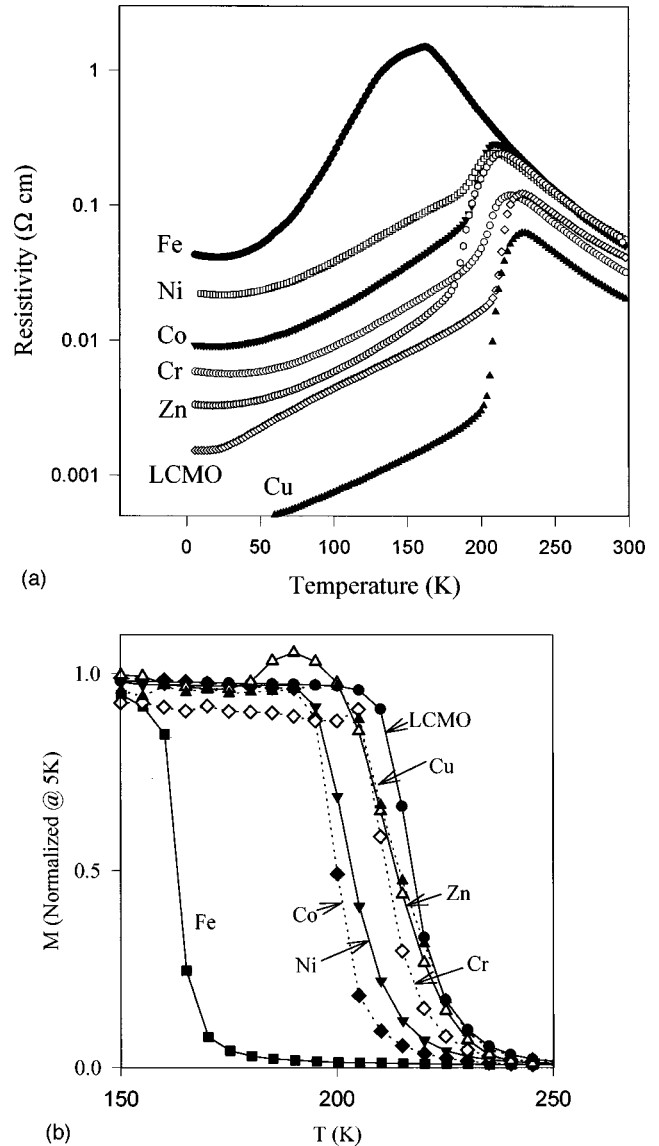 1
0.1
0.01
0.001
Resistivity (Ω cm)
Fe
Ni
Co
Cr
Zn
LCMO
Cu
0 50 100 150 200 250 300
(a)
Temperature (K)
1.0
0.5
0.0
M (Normalized @ 5K)
LCMO
Cu
Fe
Zn
Co
Ni
Cr
150 200 250
(b)
T (K)